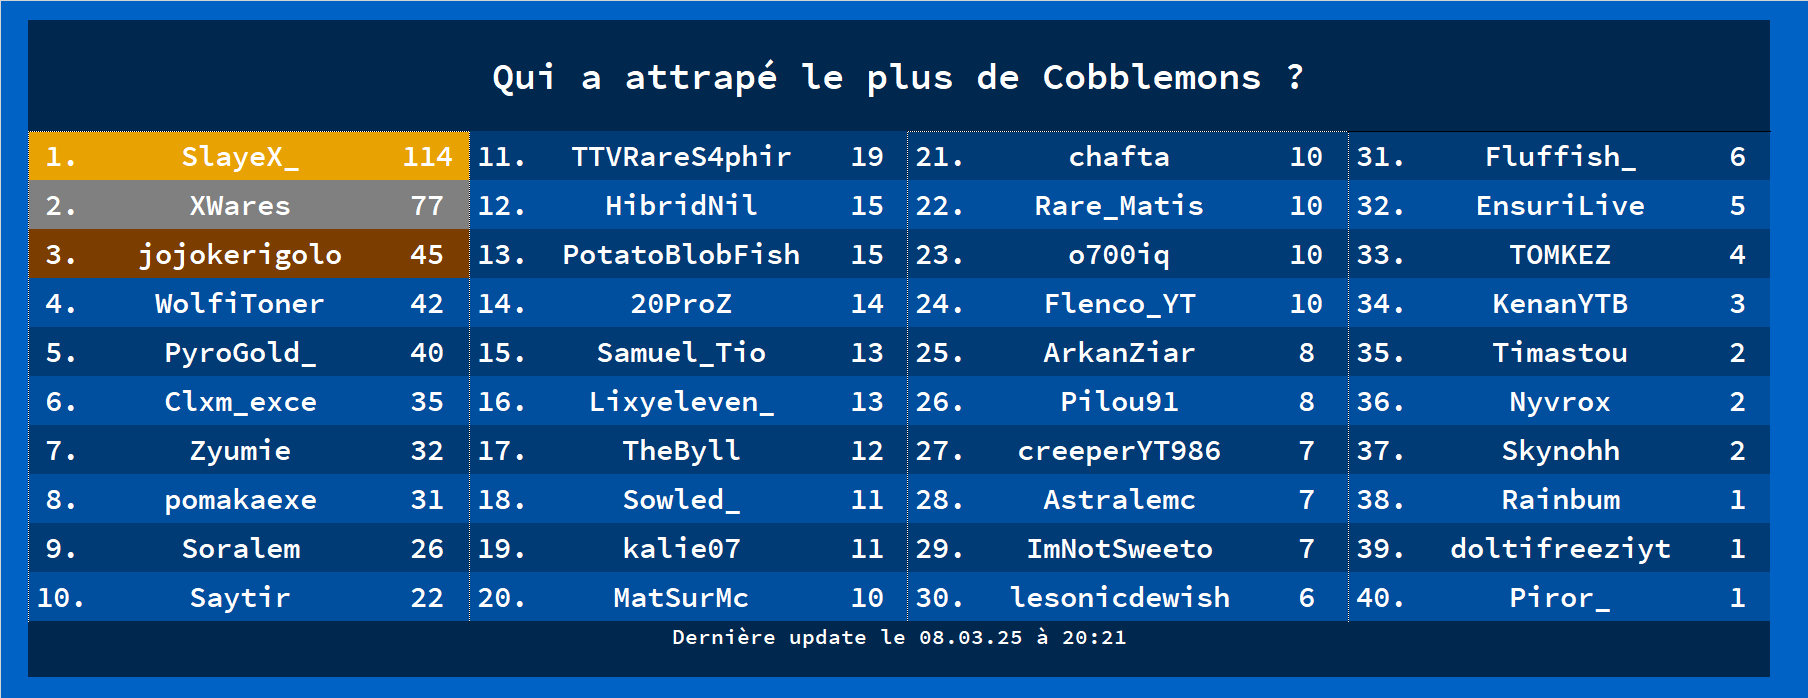 Qui a attrapé le plus de Cobblemons ?
1. SlayeX_ 114 11. TTVRareS4phir 19 21. chafta 10 31. Fluffish_ 6
2. XWares 77 12. HibridNil 15 22. Rare_Matis 10 32. EnsuriLive 5
3. jojokerigolo 45 13. PotatoBlobFish 15 23. o700iq 10 33. TOMKEZ 4
4. WolfiToner 42 14. 20ProZ 14 24. Flenco_YT 10 34. KenanYTB 3
5. PyroGold_ 40 15. Samuel_Tio 13 25. ArkanZiar 8 35. Timastou 2
6. Clxm_exce 35 16. Lixyeleven_ 13 26. Pilou91 8 36. Nyvrox 2
7. Zyumie 32 17. TheByll 12 27. creeperYT986 7 37. Skynohh 2
8. pomakaexe 31 18. Sowled_ 11 28. Astralemc 7 38. Rainbum 1
9. Soralem 26 19. kalie07 11 29. ImNotSweeto 7 39. doltifreeziyt 1
10. Saytir 22 20. MatSurMc 10 30. lesonicdewish 6 40. Piror_ 1
Dernière update le 08.03.25 à 20:21